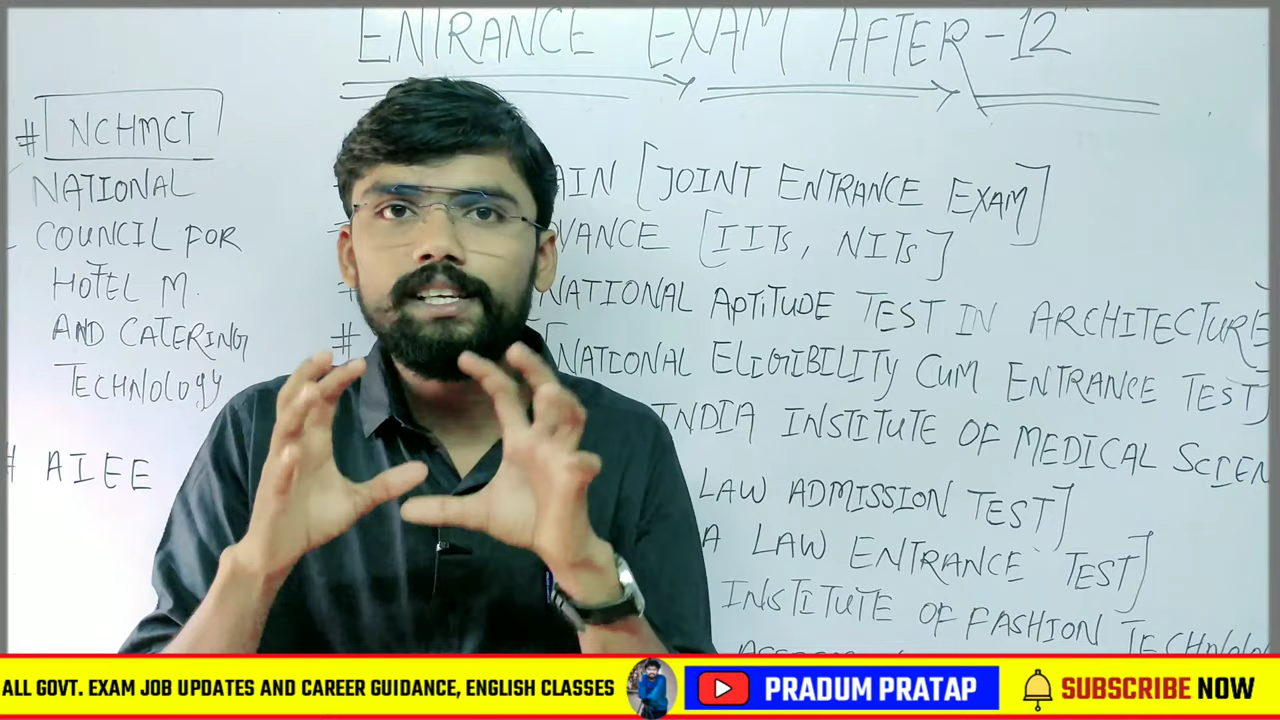 ENTRANCE EXAM AFTER-12TH
# NCHMCT
NATIONAL
COUNCIL FOR
HOTEL M.
AND CATERING
TECHNOLOGY
# AIEE
AIN [JOINT ENTRANCE EXAM]
VANCE [IITs, NITs]
# NATIONAL APTITUDE TEST IN ARCHITECTURE
# [NATIONAL ELIGIBILITY CUM ENTRANCE TEST]
INDIA INSTITUTE OF MEDICAL SCIEN
LAW ADMISSION TEST]
A LAW ENTRANCE TEST]
INSTITUTE OF FASHION TECHNOLO
ALL GOVT. EXAM JOB UPDATES AND CAREER GUIDANCE, ENGLISH CLASSES
PRADUM PRATAP
SUBSCRIBE NOW